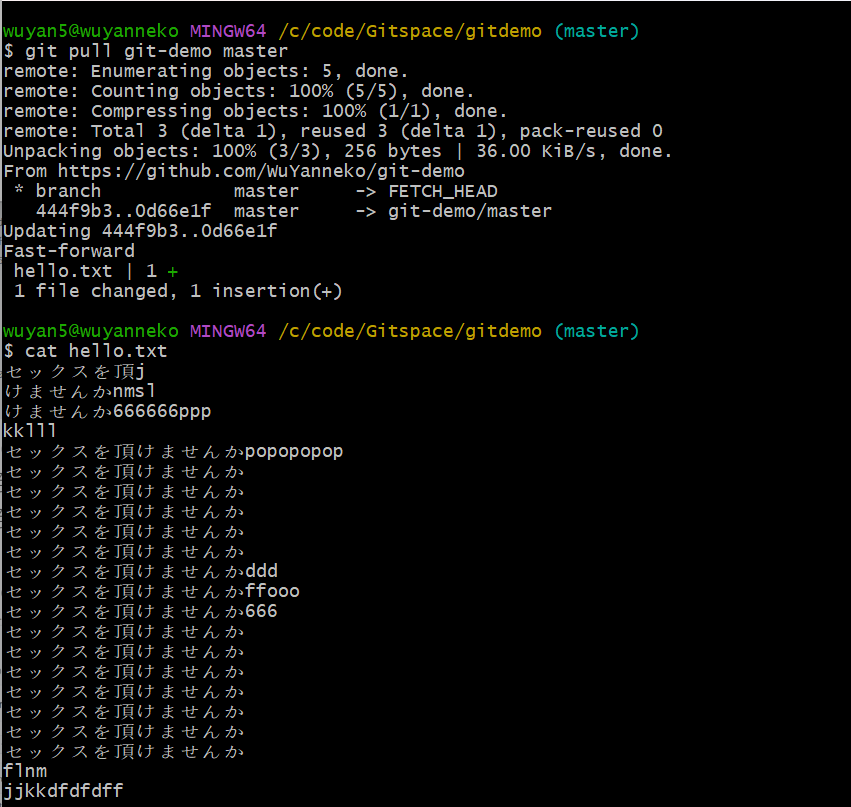 wuyan5@wuyanneko MINGW64 /c/code/Gitspace/gitdemo (master)
$ git pull git-demo master
remote: Enumerating objects: 5, done.
remote: Counting objects: 100% (5/5), done.
remote: Compressing objects: 100% (1/1), done.
remote: Total 3 (delta 1), reused 3 (delta 1), pack-reused 0
Unpacking objects: 100% (3/3), 256 bytes | 36.00 KiB/s, done.
From https://github.com/WuYanneko/git-demo
 * branch            master     -> FETCH_HEAD
   444f9b3..0d66e1f  master     -> git-demo/master
Updating 444f9b3..0d66e1f
Fast-forward
 hello.txt | 1 +
 1 file changed, 1 insertion(+)
wuyan5@wuyanneko MINGW64 /c/code/Gitspace/gitdemo (master)
$ cat hello.txt
セックスを頂j
けませんかnmsl
けませんか666666ppp
kklll
セックスを頂けませんかpopopopop
セックスを頂けませんか
セックスを頂けませんか
セックスを頂けませんか
セックスを頂けませんか
セックスを頂けませんか
セックスを頂けませんかddd
セックスを頂けませんかffooo
セックスを頂けませんか666
セックスを頂けませんか
セックスを頂けませんか
セックスを頂けませんか
セックスを頂けませんか
セックスを頂けませんか
セックスを頂けませんか
セックスを頂けませんか
flnm
jjkkdfdfdff